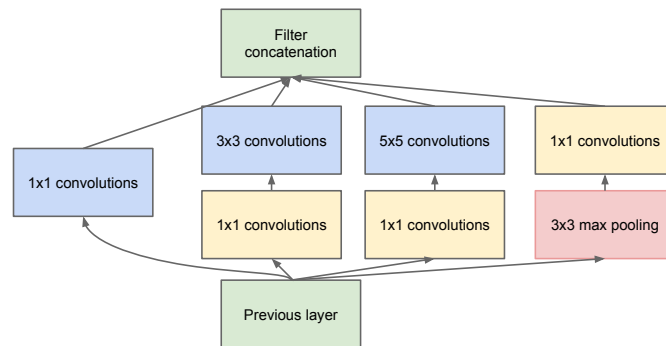 Filter
concatenation
3x3 convolutions
5x5 convolutions
1x1 convolutions
1x1 convolutions
1x1 convolutions
1x1 convolutions
3x3 max pooling
Previous layer